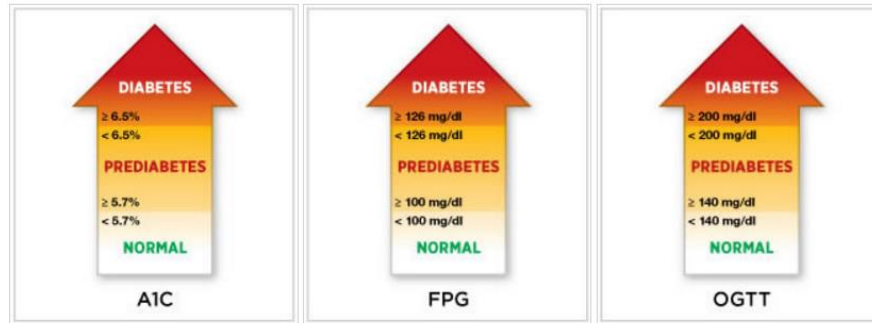 DIABETES
≥ 6.5%
< 6.5%
PREDIABETES
≥ 5.7%
< 5.7%
NORMAL
A1C
DIABETES
≥ 126 mg/dl
< 126 mg/dl
PREDIABETES
≥ 100 mg/dl
< 100 mg/dl
NORMAL
FPG
DIABETES
≥ 200 mg/dl
< 200 mg/dl
PREDIABETES
≥ 140 mg/dl
< 140 mg/dl
NORMAL
OGTT